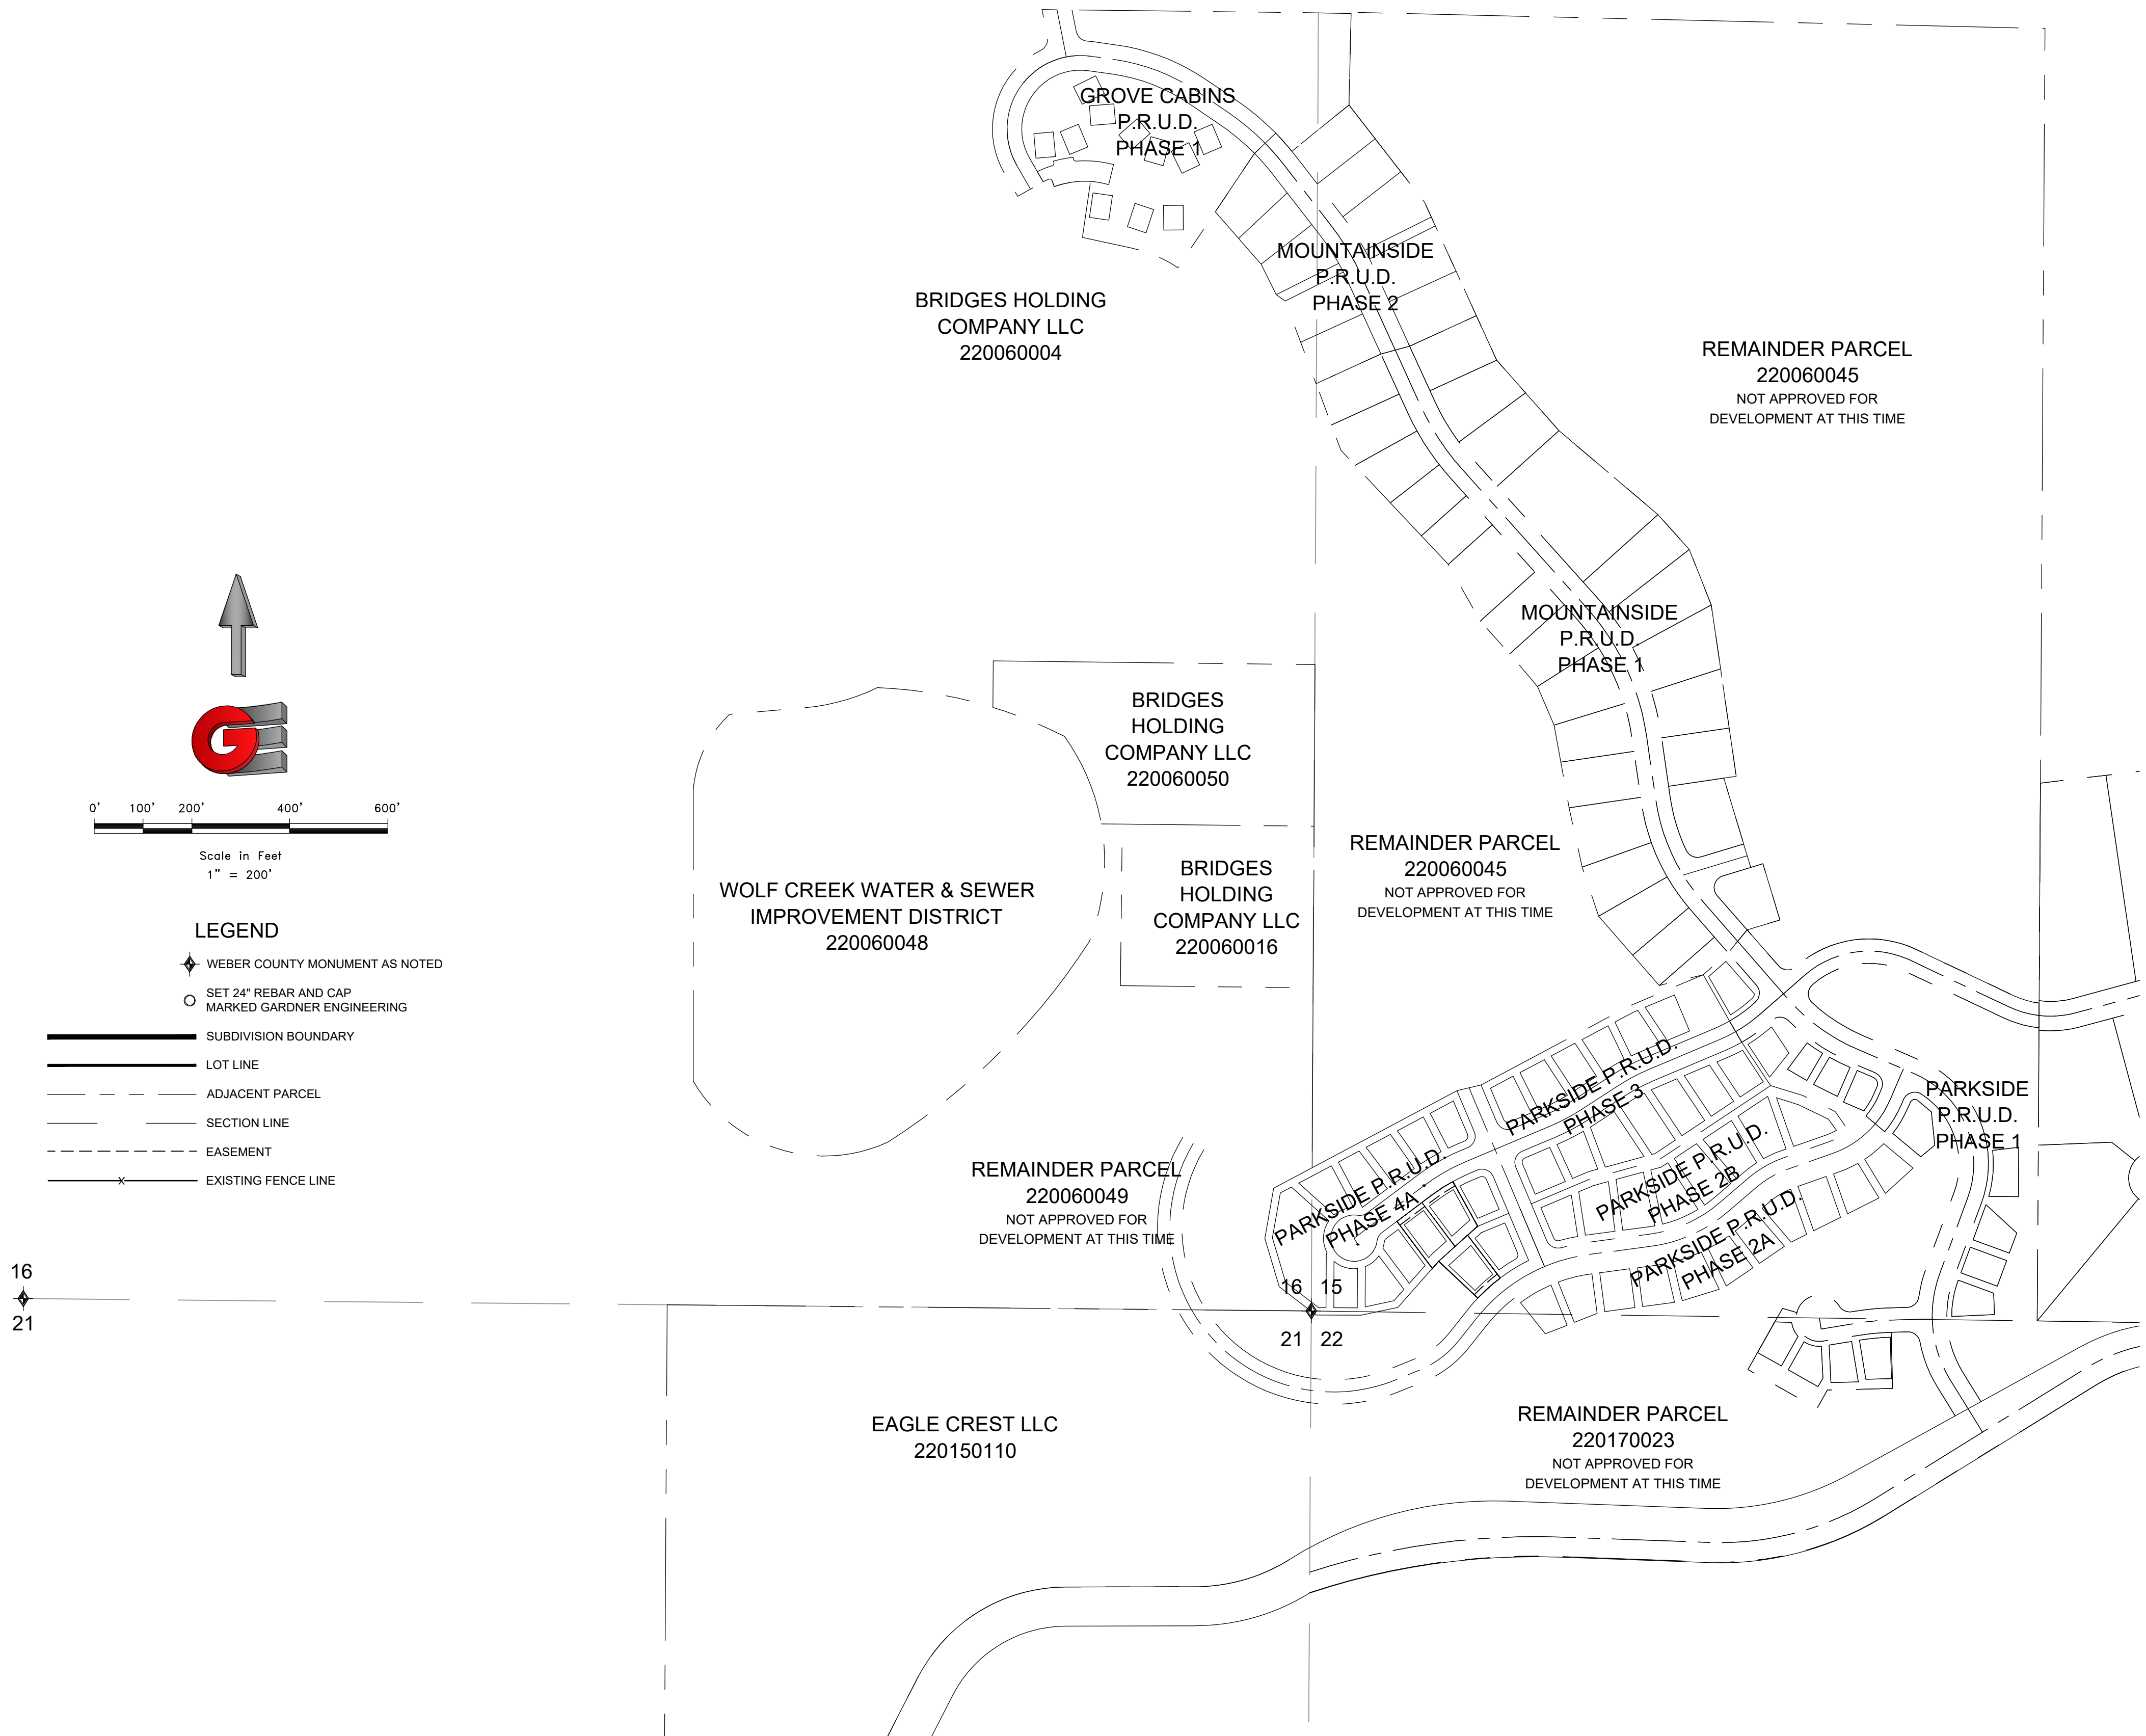 GROVE CABINS
P.R.U.D.
PHASE 1
MOUNTAINSIDE
P.R.U.D.
PHASE 2
BRIDGES HOLDING
COMPANY LLC
220060004
REMAINDER PARCEL
220060045
NOT APPROVED FOR
DEVELOPMENT AT THIS TIME
MOUNTAINSIDE
P.R.U.D.
PHASE 1
BRIDGES
HOLDING
COMPANY LLC
220060050
GE
0' 100' 200' 400' 600'
Scale in Feet
1" = 200'
REMAINDER PARCEL
220060045
NOT APPROVED FOR
DEVELOPMENT AT THIS TIME
BRIDGES
HOLDING
COMPANY LLC
220060016
WOLF CREEK WATER & SEWER
IMPROVEMENT DISTRICT
220060048
LEGEND
WEBER COUNTY MONUMENT AS NOTED
SET 24" REBAR AND CAP
MARKED GARDNER ENGINEERING
SUBDIVISION BOUNDARY
LOT LINE
ADJACENT PARCEL
SECTION LINE
EASEMENT
X
EXISTING FENCE LINE
PARKSIDE P.R.U.D.
PHASE 3
PARKSIDE
P.R.U.D.
PHASE 1
PARKSIDE P.R.U.D.
PHASE 2B
PARKSIDE P.R.U.D.
PHASE 4A
PARKSIDE P.R.U.D.
PHASE 2A
REMAINDER PARCEL
220060049
NOT APPROVED FOR
DEVELOPMENT AT THIS TIME
16
21
16 15
21 22
EAGLE CREST LLC
220150110
REMAINDER PARCEL
220170023
NOT APPROVED FOR
DEVELOPMENT AT THIS TIME